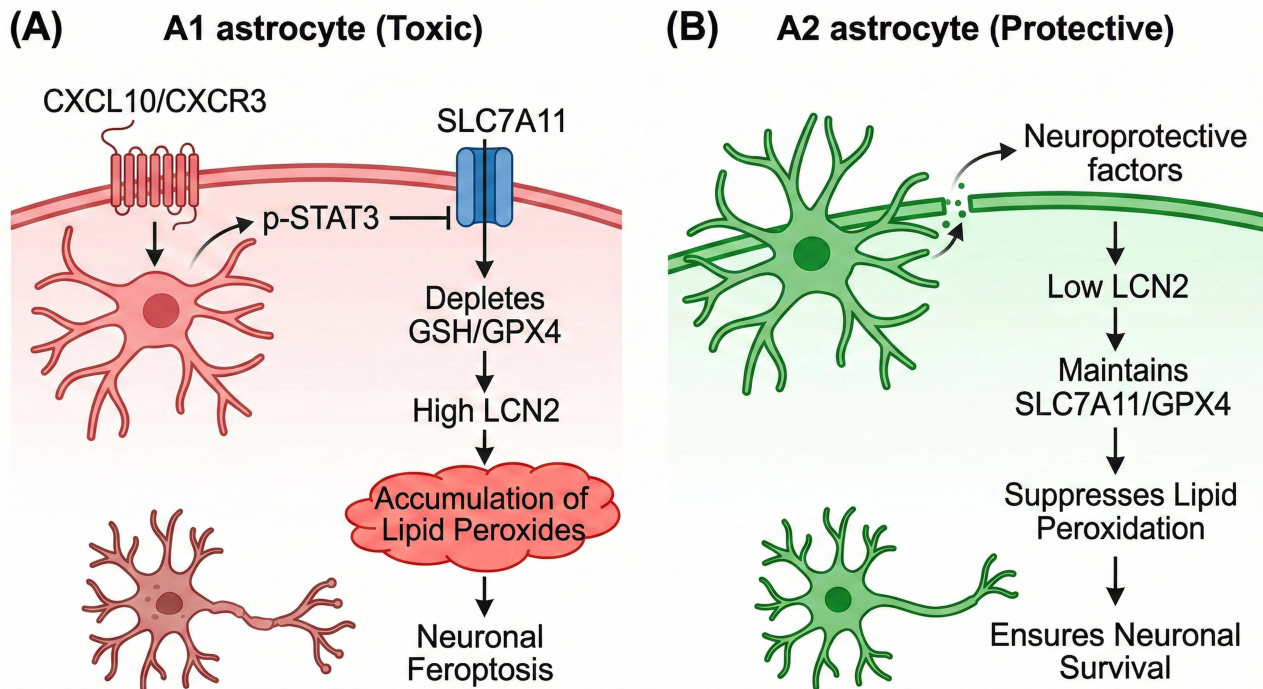 (A) A1 astrocyte (Toxic)
CXCL10/CXCR3
SLC7A11
p-STAT3
Depletes
GSH/GPX4
High LCN2
Accumulation of
Lipid Peroxides
Neuronal
Feroptosis
(B) A2 astrocyte (Protective)
Neuroprotective
factors
Low LCN2
Maintains
SLC7A11/GPX4
Suppresses Lipid
Peroxidation
Ensures Neuronal
Survival